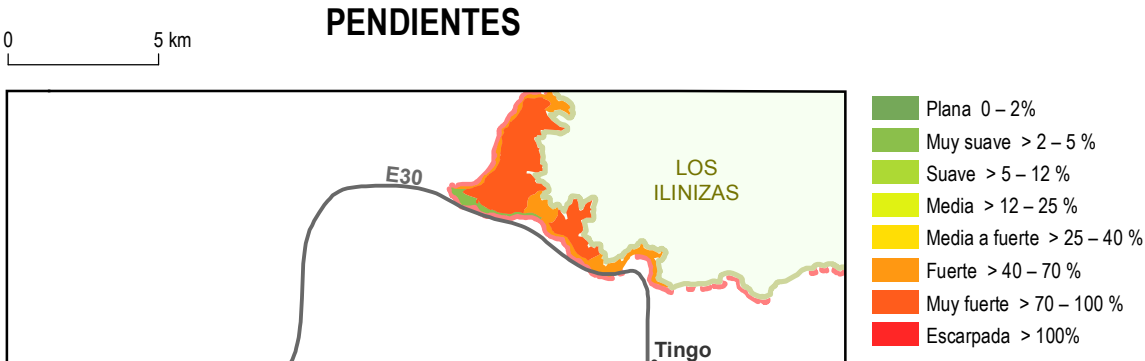 PENDIENTES
0 5 km
E30
LOS
ILINIZAS
Tingo
Plana 0 – 2%
Muy suave > 2 – 5 %
Suave > 5 – 12 %
Media > 12 – 25 %
Media a fuerte > 25 – 40 %
Fuerte > 40 – 70 %
Muy fuerte > 70 – 100 %
Escarpada > 100%